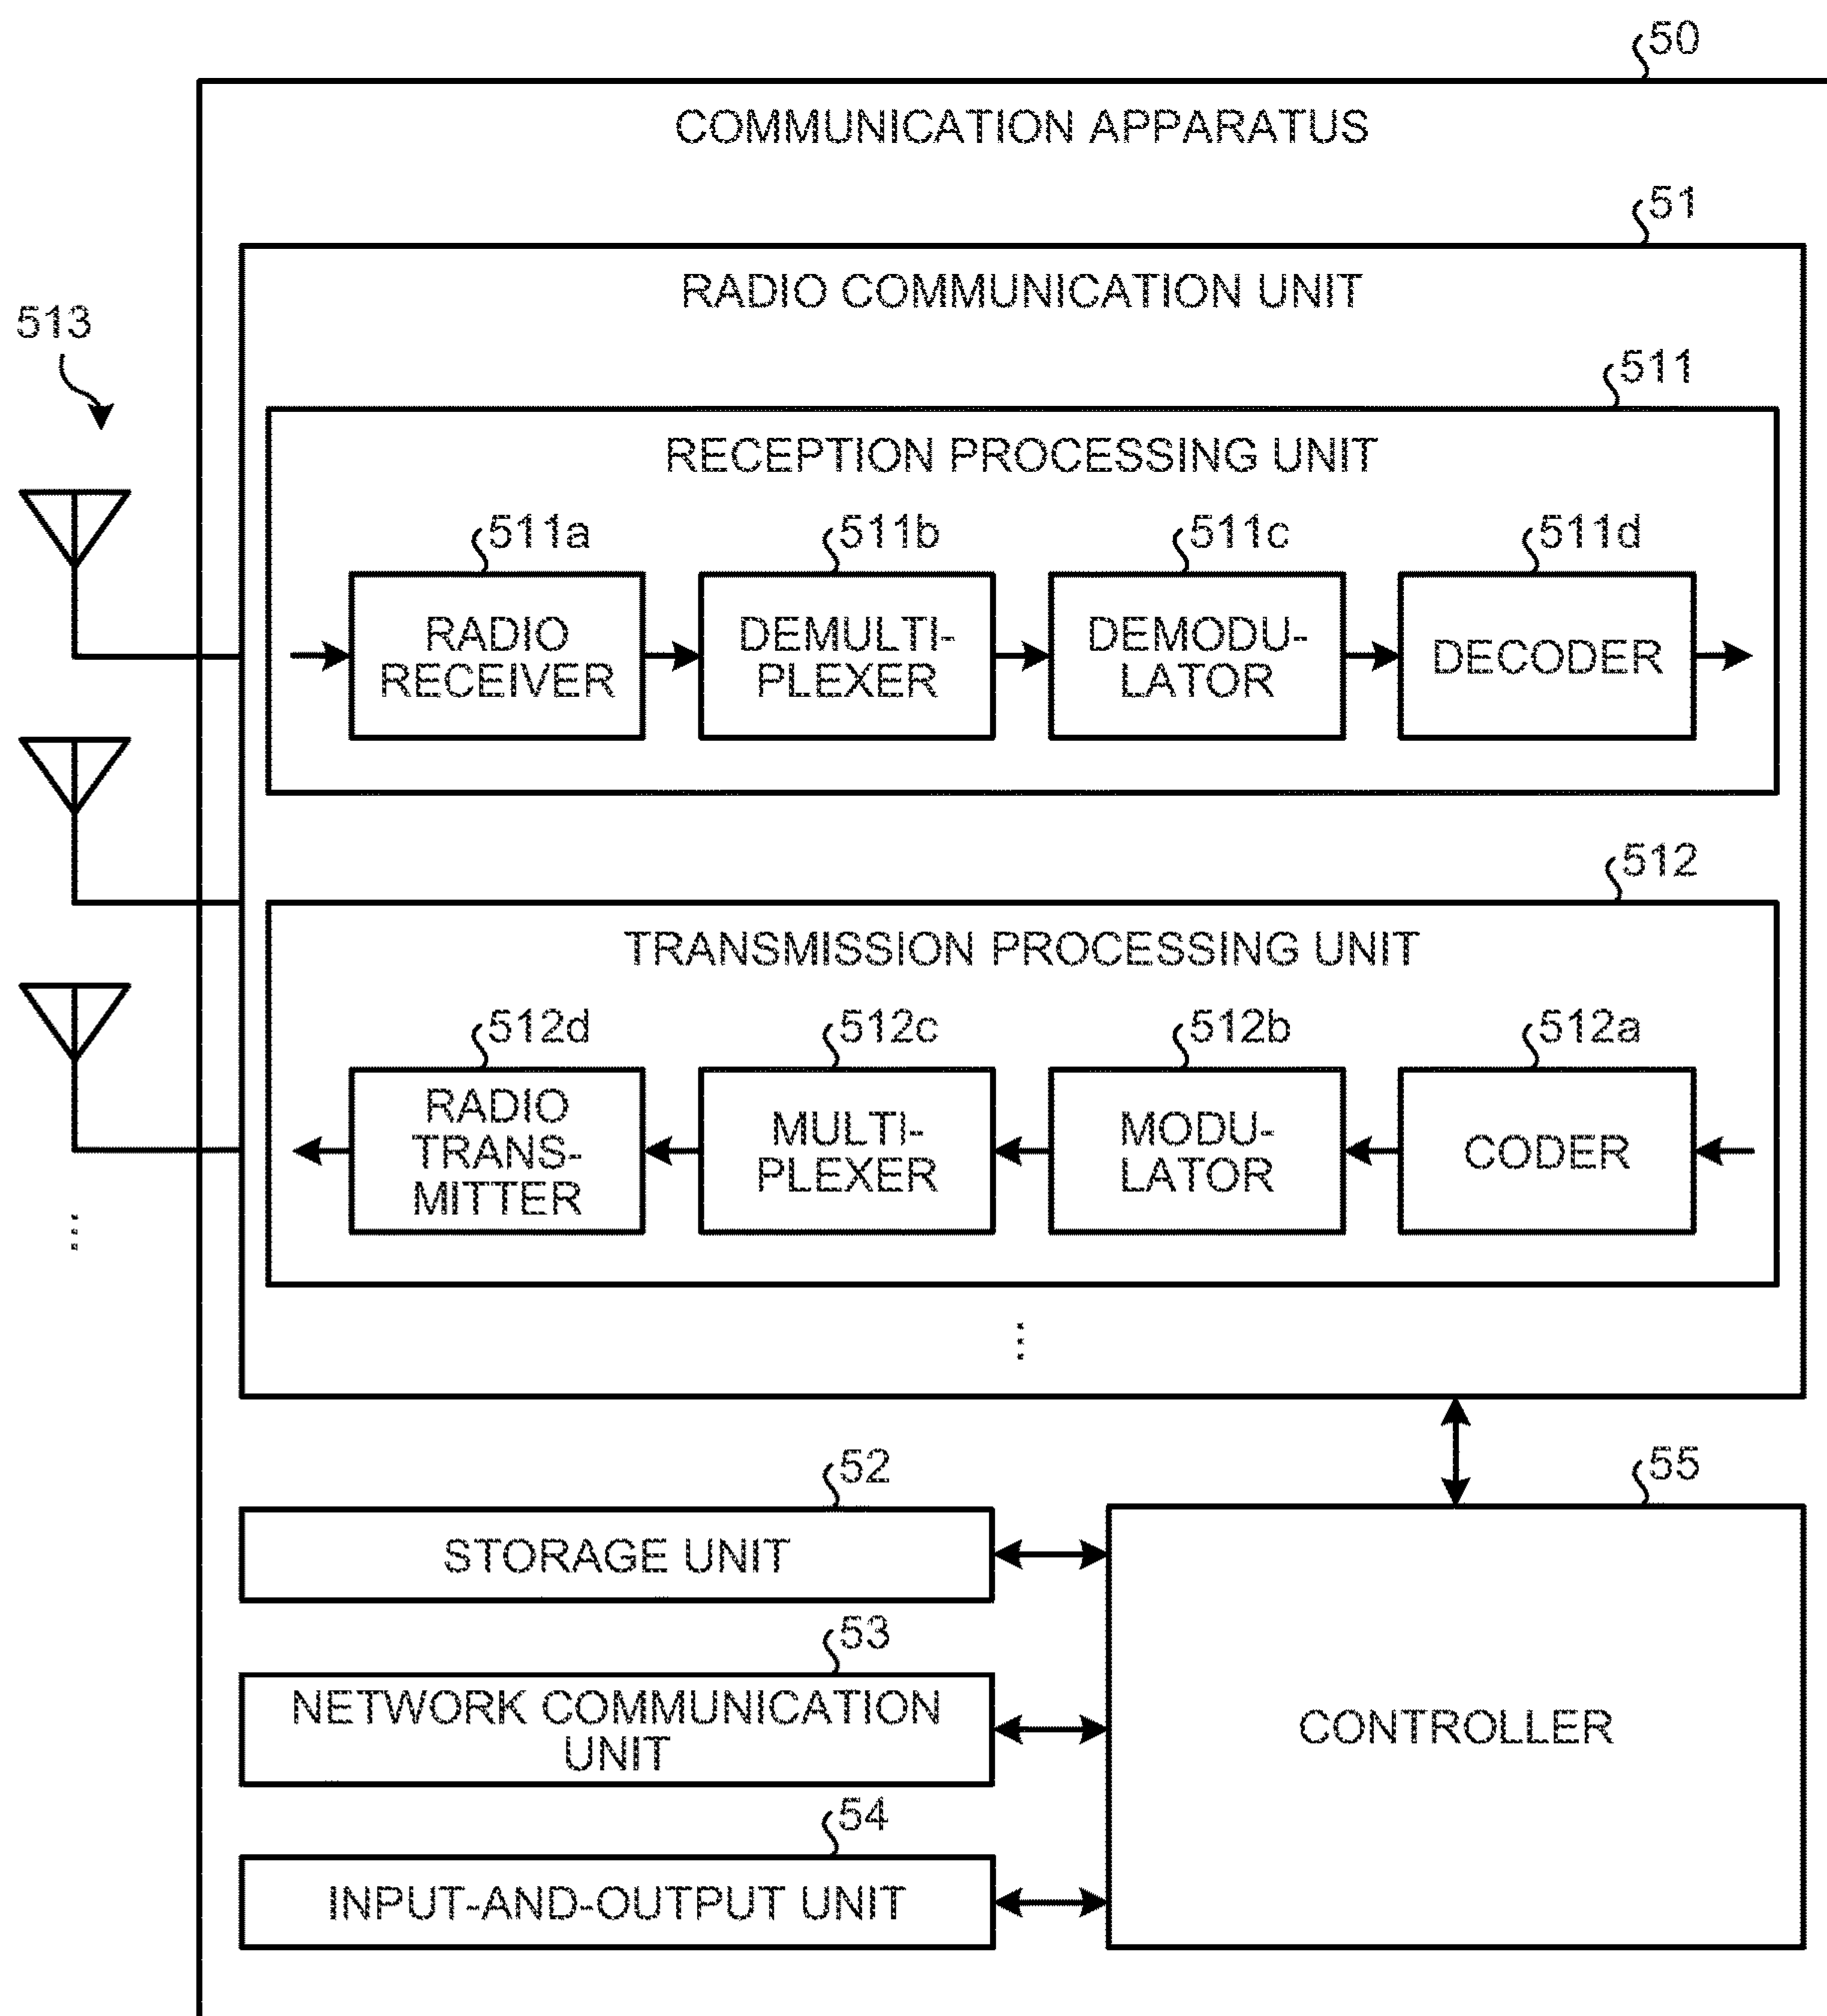 50
COMMUNICATION APPARATUS
51
RADIO COMMUNICATION UNIT
513
511
RECEPTION PROCESSING UNIT
511a
511b
511c
511d
RADIO
RECEIVER
DEMULTI-
PLEXER
DEMODU-
LATOR
DECODER
512
TRANSMISSION PROCESSING UNIT
512d
512c
512b
512a
RADIO
TRANS-
MITTER
MULTI-
PLEXER
MODU-
LATOR
CODER
...
...
52
STORAGE UNIT
53
NETWORK COMMUNICATION
UNIT
54
INPUT-AND-OUTPUT UNIT
55
CONTROLLER